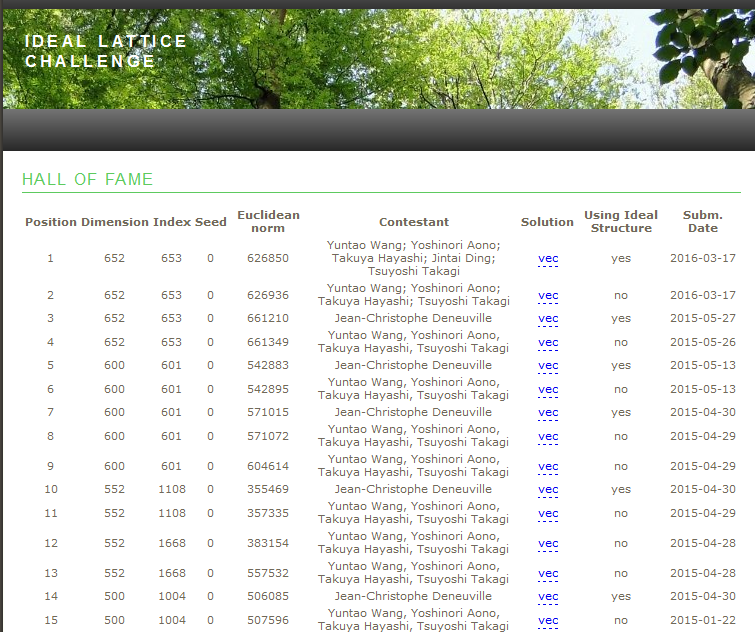 IDEAL LATTICE
CHALLENGE
HALL OF FAME
Position Dimension Index Seed Euclidean norm Contestant Solution Using Ideal Structure Subm. Date
1 652 653 0 626850 Yuntao Wang; Yoshinori Aono; Takuya Hayashi; Jintai Ding; Tsuyoshi Takagi vec yes 2016-03-17
2 652 653 0 626936 Yuntao Wang; Yoshinori Aono; Takuya Hayashi; Tsuyoshi Takagi vec no 2016-03-17
3 652 653 0 661210 Jean-Christophe Deneuville vec yes 2015-05-27
4 652 653 0 661349 Yuntao Wang, Yoshinori Aono, Takuya Hayashi, Tsuyoshi Takagi vec no 2015-05-26
5 600 601 0 542883 Jean-Christophe Deneuville vec yes 2015-05-13
6 600 601 0 542895 Yuntao Wang, Yoshinori Aono, Takuya Hayashi, Tsuyoshi Takagi vec no 2015-05-13
7 600 601 0 571015 Jean-Christophe Deneuville vec yes 2015-04-30
8 600 601 0 571072 Yuntao Wang, Yoshinori Aono, Takuya Hayashi, Tsuyoshi Takagi vec no 2015-04-29
9 600 601 0 604614 Yuntao Wang, Yoshinori Aono, Takuya Hayashi, Tsuyoshi Takagi vec no 2015-04-29
10 552 1108 0 355469 Jean-Christophe Deneuville vec yes 2015-04-30
11 552 1108 0 357335 Yuntao Wang, Yoshinori Aono, Takuya Hayashi, Tsuyoshi Takagi vec no 2015-04-29
12 552 1668 0 383154 Yuntao Wang, Yoshinori Aono, Takuya Hayashi, Tsuyoshi Takagi vec no 2015-04-28
13 552 1668 0 557532 Yuntao Wang, Yoshinori Aono, Takuya Hayashi, Tsuyoshi Takagi vec no 2015-04-28
14 500 1004 0 506085 Jean-Christophe Deneuville vec yes 2015-04-30
15 500 1004 0 507596 Yuntao Wang, Yoshinori Aono, Takuya Hayashi, Tsuyoshi Takagi vec no 2015-01-22